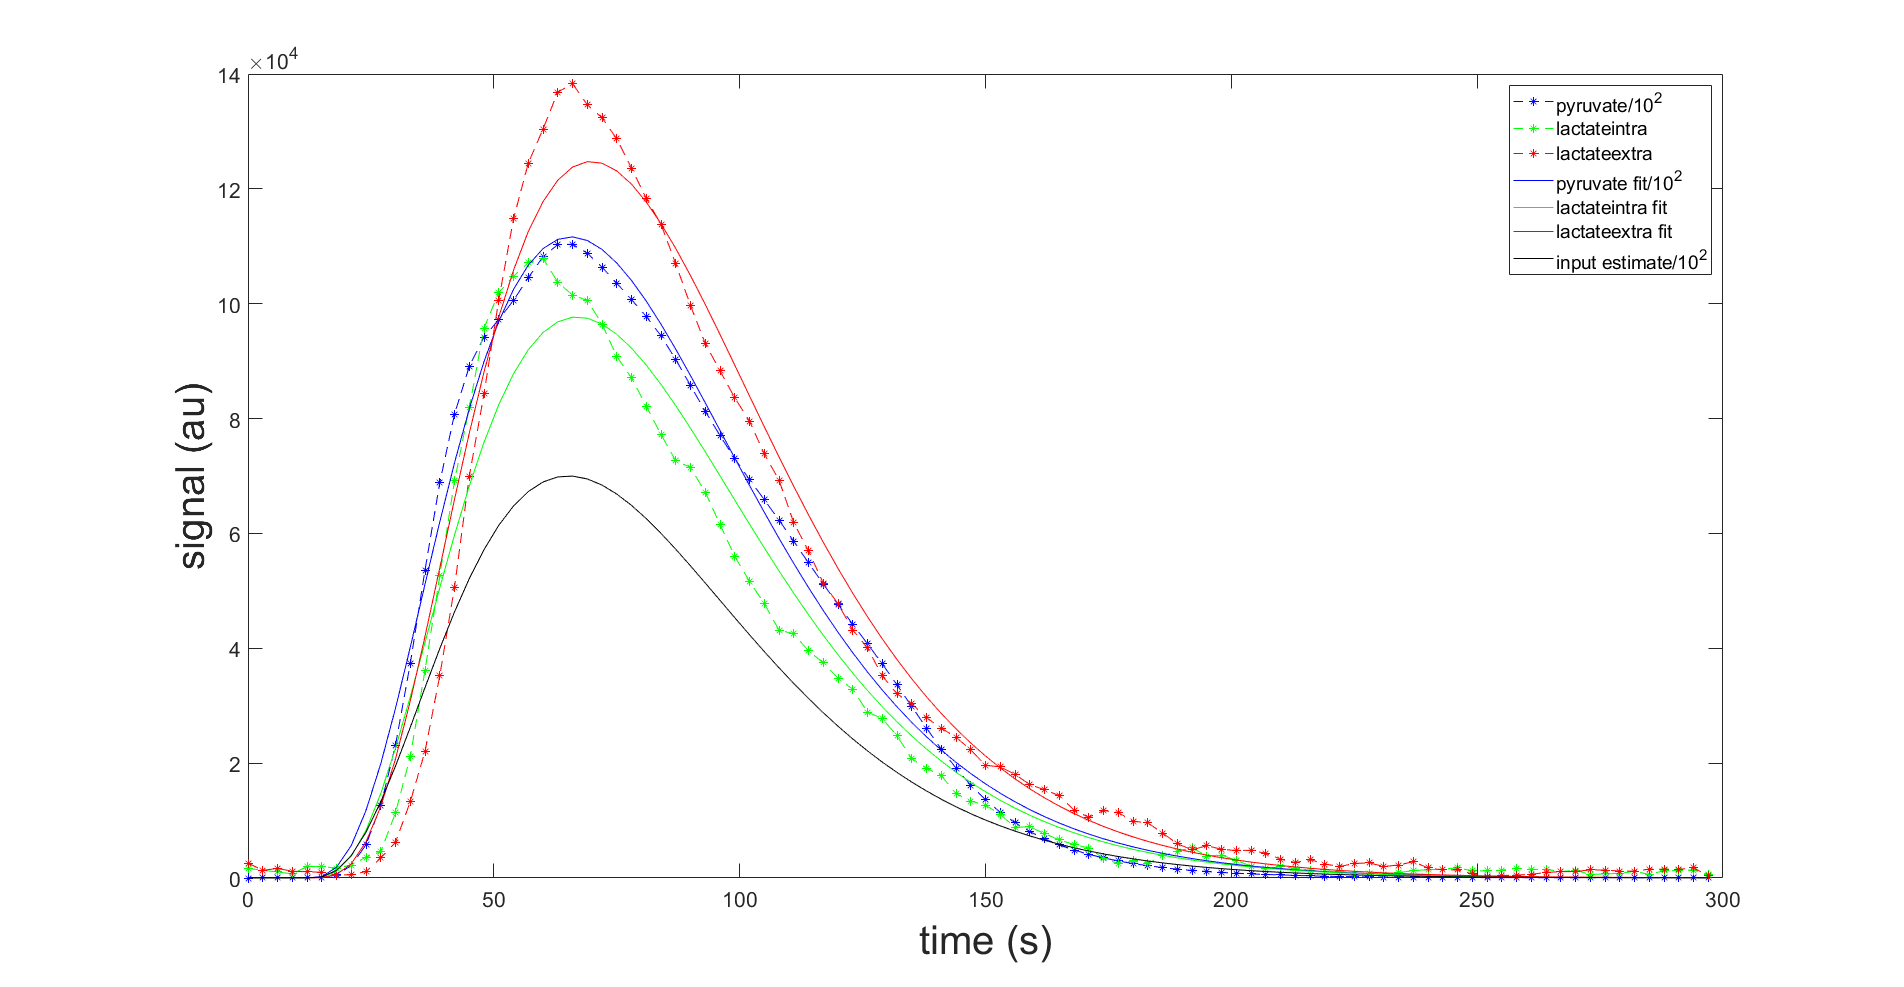 ×10^4
14
12
10
8
6
4
2
0
0 50 100 150 200 250 300
signal (au)
time (s)
pyruvate/10^2
lactateintra
lactateextra
pyruvate fit/10^2
lactateintra fit
lactateextra fit
input estimate/10^2